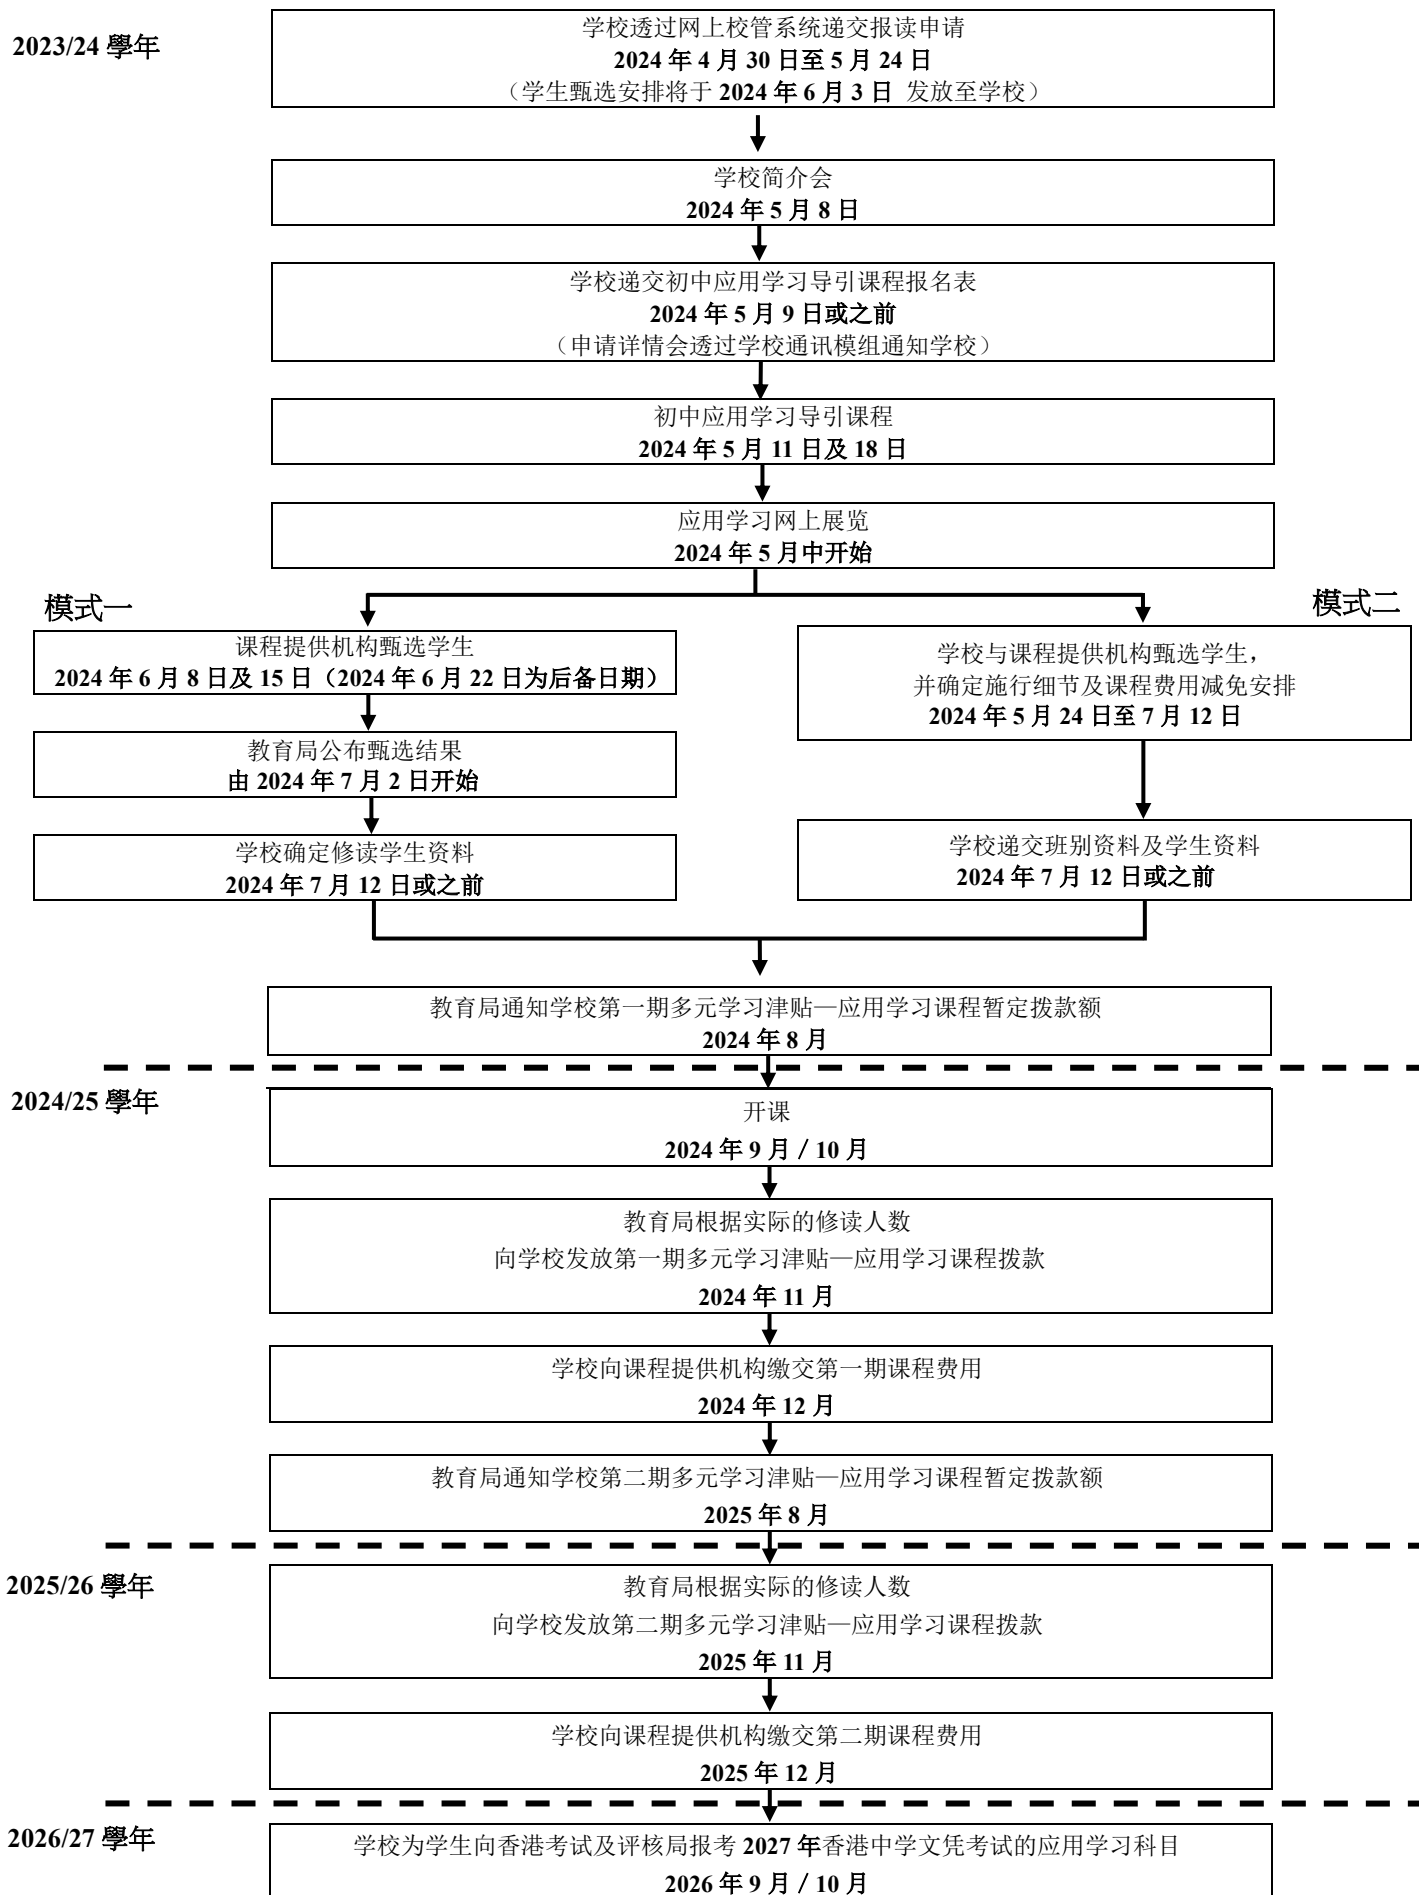 2023/24 學年
学校透过网上校管系统递交报读申请
2024 年 4 月 30 日至 5 月 24 日
（学生甄选安排将于 2024 年 6 月 3 日 发放至学校）
学校简介会
2024 年 5 月 8 日
学校递交初中应用学习导引课程报名表
2024 年 5 月 9 日或之前
（申请详情会透过学校通讯模组通知学校）
初中应用学习导引课程
2024 年 5 月 11 日及 18 日
应用学习网上展览
2024 年 5 月中开始
模式一
课程提供机构甄选学生
2024 年 6 月 8 日及 15 日（2024 年 6 月 22 日为后备日期）
教育局公布甄选结果
由 2024 年 7 月 2 日开始
学校确定修读学生资料
2024 年 7 月 12 日或之前
模式二
学校与课程提供机构甄选学生，
并确定施行细节及课程费用减免安排
2024 年 5 月 24 日至 7 月 12 日
学校递交班别资料及学生资料
2024 年 7 月 12 日或之前
教育局通知学校第一期多元学习津贴—应用学习课程暂定拨款额
2024 年 8 月
2024/25 學年
开课
2024 年 9 月 / 10 月
教育局根据实际的修读人数
向学校发放第一期多元学习津贴—应用学习课程拨款
2024 年 11 月
学校向课程提供机构缴交第一期课程费用
2024 年 12 月
教育局通知学校第二期多元学习津贴—应用学习课程暂定拨款额
2025 年 8 月
2025/26 學年
教育局根据实际的修读人数
向学校发放第二期多元学习津贴—应用学习课程拨款
2025 年 11 月
学校向课程提供机构缴交第二期课程费用
2025 年 12 月
2026/27 學年
学校为学生向香港考试及评核局报考 2027 年香港中学文凭考试的应用学习科目
2026 年 9 月 / 10 月